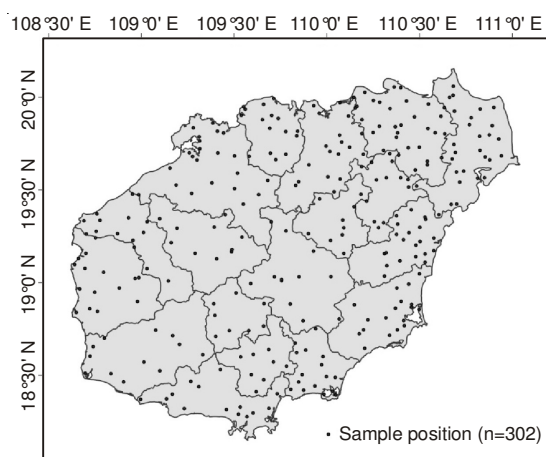 108 30' E 109 0' E 109 30' E 110 0' E 110 30' E 111 0' E
20 0' N
19 30' N
19 0' N
18 30' N
Sample position (n=302)